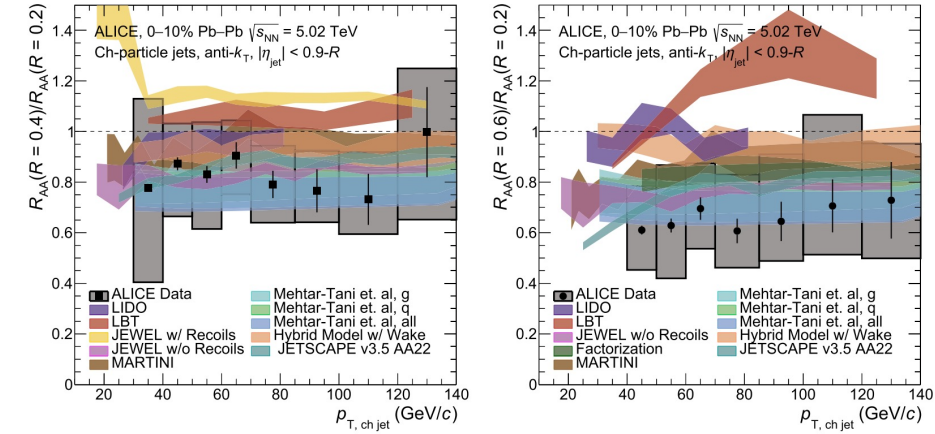 ALICE, 0–10% Pb–Pb √sNN = 5.02 TeV
Ch-particle jets, anti-kT, |ηjet| < 0.9-R
RAA(R = 0.4)/RAA(R = 0.2)
1.4
1.2
1
0.8
0.6
0.4
0.2
0
ALICE Data
LIDO
LBT
JEWEL w/ Recoils
JEWEL w/o Recoils
MARTINI
Mehtar-Tani et. al, g
Mehtar-Tani et. al, q
Mehtar-Tani et. al, all
Hybrid Model w/ Wake
JETSCAPE v3.5 AA22
20 40 60 80 100 120 140
pT, ch jet (GeV/c)
ALICE, 0–10% Pb–Pb √sNN = 5.02 TeV
Ch-particle jets, anti-kT, |ηjet| < 0.9-R
RAA(R = 0.6)/RAA(R = 0.2)
1.4
1.2
1
0.8
0.6
0.4
0.2
0
ALICE Data
LIDO
LBT
JEWEL w/o Recoils
Factorization
MARTINI
Mehtar-Tani et. al, g
Mehtar-Tani et. al, q
Mehtar-Tani et. al, all
Hybrid Model w/ Wake
JETSCAPE v3.5 AA22
20 40 60 80 100 120 140
pT, ch jet (GeV/c)